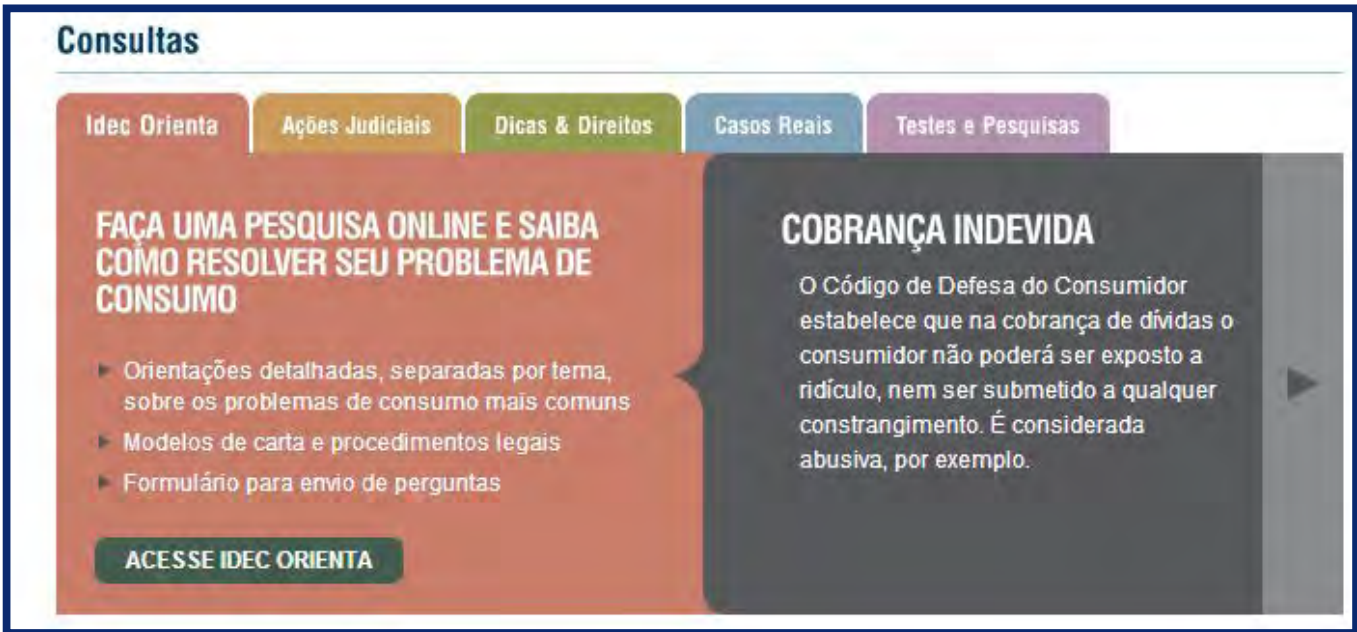 Consultas
Idec Orienta
Ações Judiciais
Dicas & Direitos
Casos Reais
Testes e Pesquisas
FAÇA UMA PESQUISA ONLINE E SAIBA
COMO RESOLVER SEU PROBLEMA DE
CONSUMO
Orientações detalhadas, separadas por tema,
sobre os problemas de consumo mais comuns
Modelos de carta e procedimentos legais
Formulário para envio de perguntas
ACESSE IDEC ORIENTA
COBRANÇA INDEVIDA
O Código de Defesa do Consumidor
estabelece que na cobrança de dívidas o
consumidor não poderá ser exposto a
ridículo, nem ser submetido a qualquer
constrangimento. É considerada
abusiva, por exemplo.